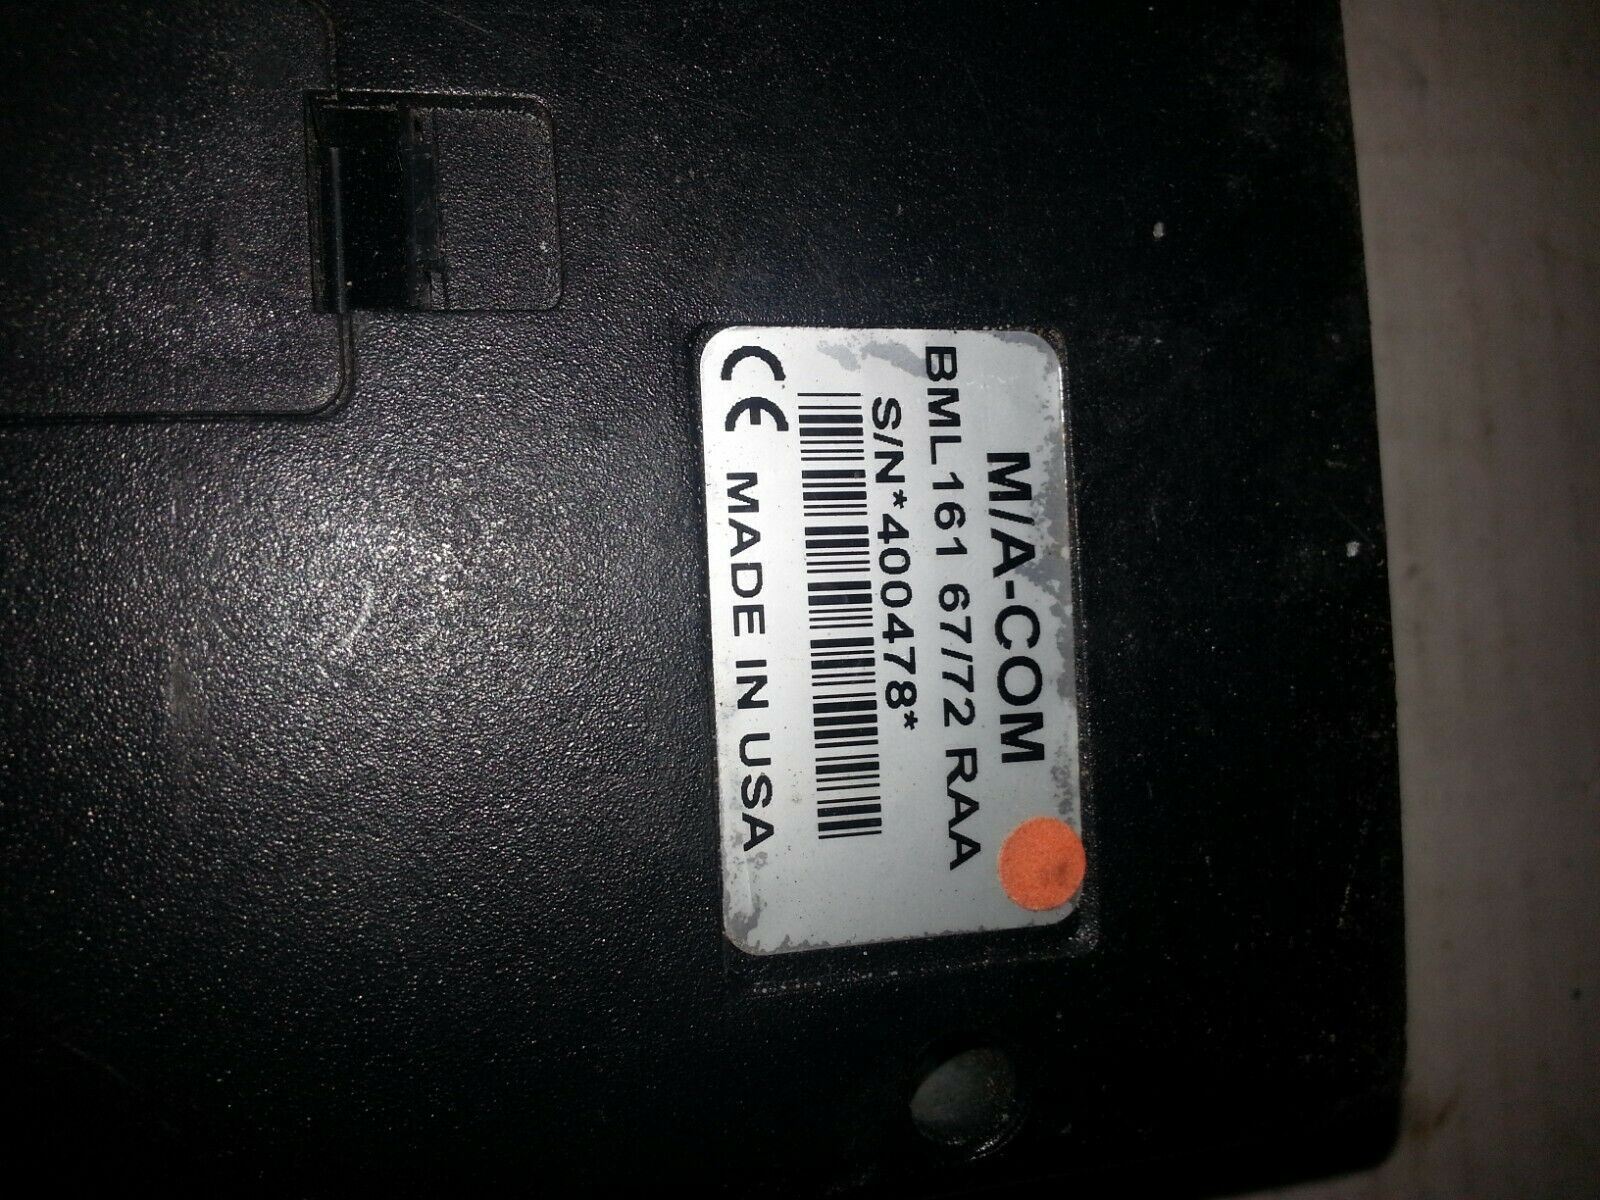 M/A-COM
BML161 67/72 RAA
S/N*400478*
CE MADE IN USA